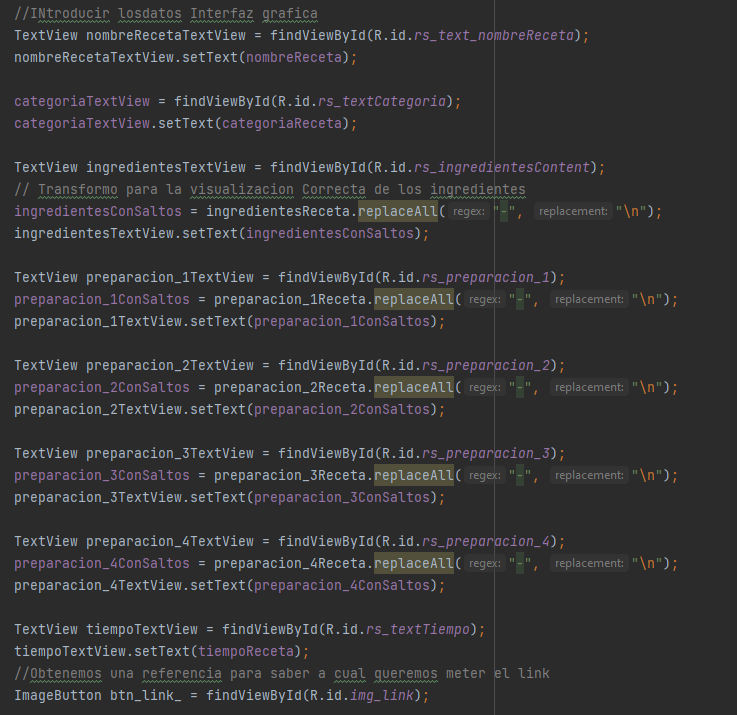 //INtroducir losdatos Interfaz grafica
TextView nombreRecetaTextView = findViewById(R.id.rs_text_nombreReceta);
nombreRecetaTextView.setText(nombreReceta);
categoriaTextView = findViewById(R.id.rs_textCategoria);
categoriaTextView.setText(categoriaReceta);
TextView ingredientesTextView = findViewById(R.id.rs_ingredientesContent);
// Transformo para la visualizacion Correcta de los ingredientes
ingredientesConSaltos = ingredientesReceta.replaceAll( regex: "-", replacement: "\n");
ingredientesTextView.setText(ingredientesConSaltos);
TextView preparacion_1TextView = findViewById(R.id.rs_preparacion_1);
preparacion_1ConSaltos = preparacion_1Receta.replaceAll( regex: "-", replacement: "\n");
preparacion_1TextView.setText(preparacion_1ConSaltos);
TextView preparacion_2TextView = findViewById(R.id.rs_preparacion_2);
preparacion_2ConSaltos = preparacion_2Receta.replaceAll( regex: "-", replacement: "\n");
preparacion_2TextView.setText(preparacion_2ConSaltos);
TextView preparacion_3TextView = findViewById(R.id.rs_preparacion_3);
preparacion_3ConSaltos = preparacion_3Receta.replaceAll( regex: "-", replacement: "\n");
preparacion_3TextView.setText(preparacion_3ConSaltos);
TextView preparacion_4TextView = findViewById(R.id.rs_preparacion_4);
preparacion_4ConSaltos = preparacion_4Receta.replaceAll( regex: "-", replacement: "\n");
preparacion_4TextView.setText(preparacion_4ConSaltos);
TextView tiempoTextView = findViewById(R.id.rs_textTiempo);
tiempoTextView.setText(tiempoReceta);
//Obtenemos una referencia para saber a cual queremos meter el link
ImageButton btn_link_ = findViewById(R.id.img_link);